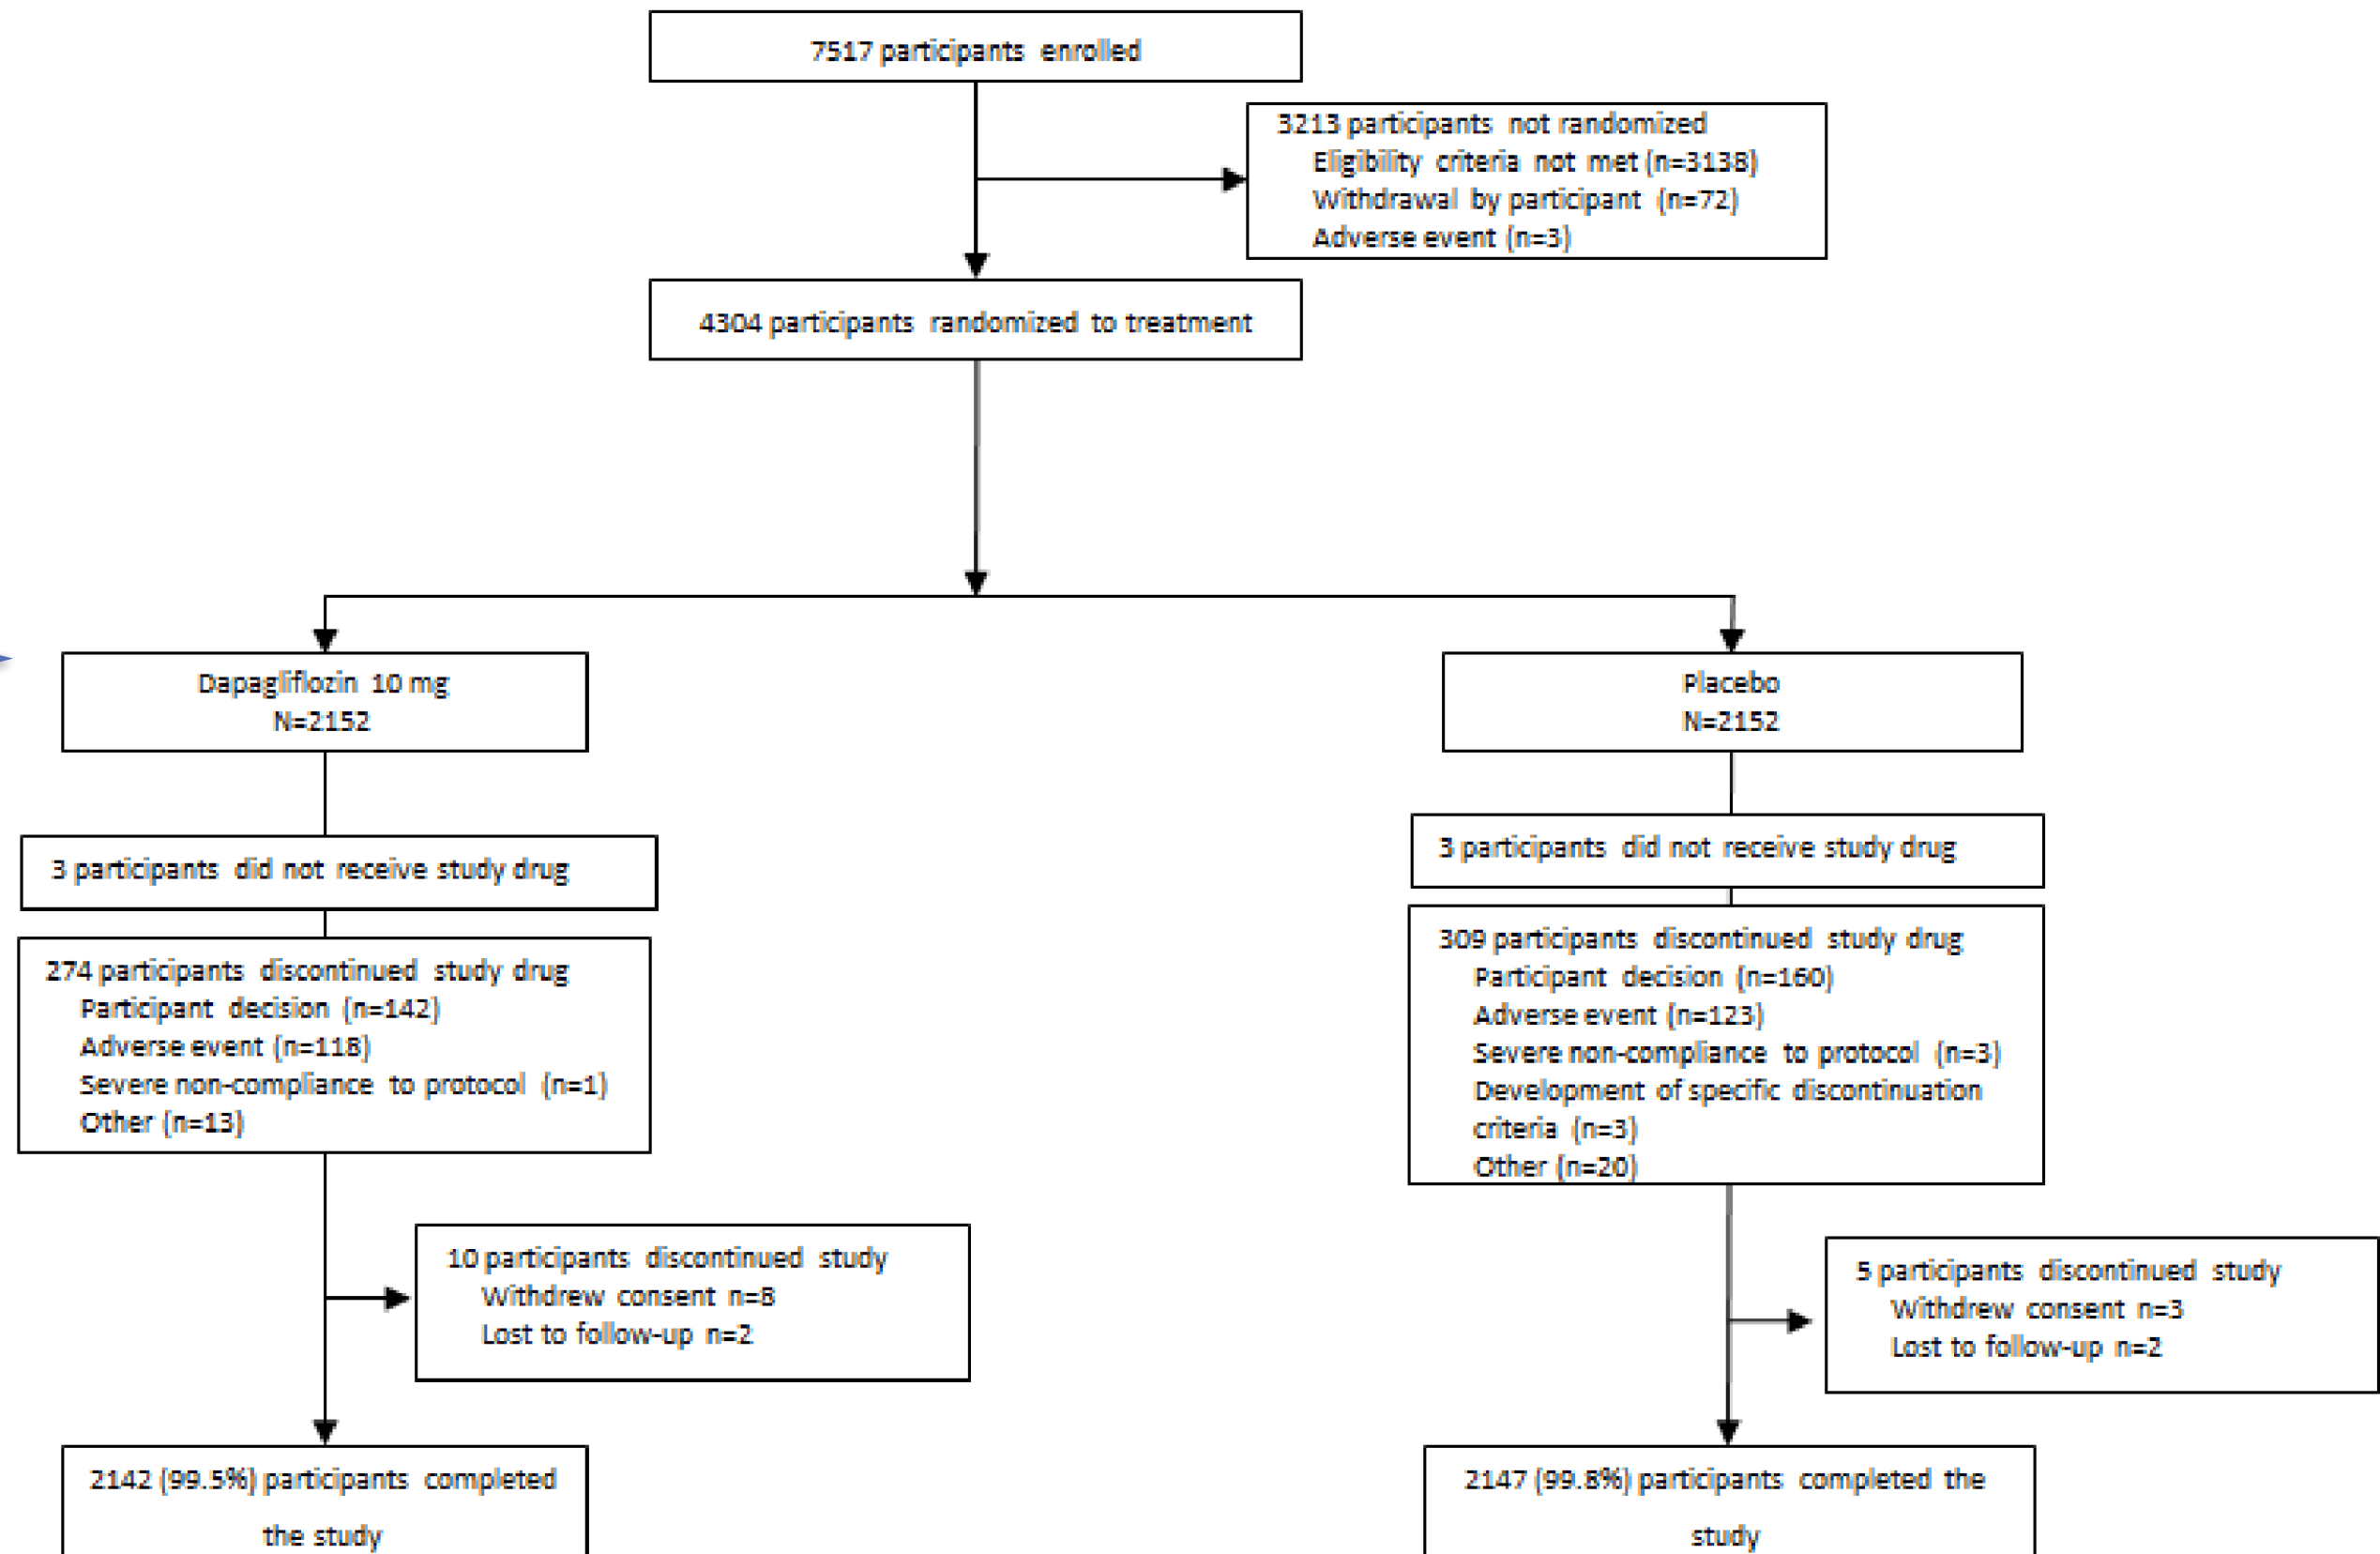 7517 participants enrolled
3213 participants not randomized
Eligibility criteria not met (n=3138)
Withdrawal by participant (n=72)
Adverse event (n=3)
4304 participants randomized to treatment
Dapagliflozin 10 mg
N=2152
3 participants did not receive study drug
274 participants discontinued study drug
Participant decision (n=142)
Adverse event (n=118)
Severe non-compliance to protocol (n=1)
Other (n=13)
10 participants discontinued study
Withdrew consent n=8
Lost to follow-up n=2
2142 (99.5%) participants completed
the study
Placebo
N=2152
3 participants did not receive study drug
309 participants discontinued study drug
Participant decision (n=160)
Adverse event (n=123)
Severe non-compliance to protocol (n=3)
Development of specific discontinuation
criteria (n=3)
Other (n=20)
5 participants discontinued study
Withdrew consent n=3
Lost to follow-up n=2
2147 (99.8%) participants completed the
study